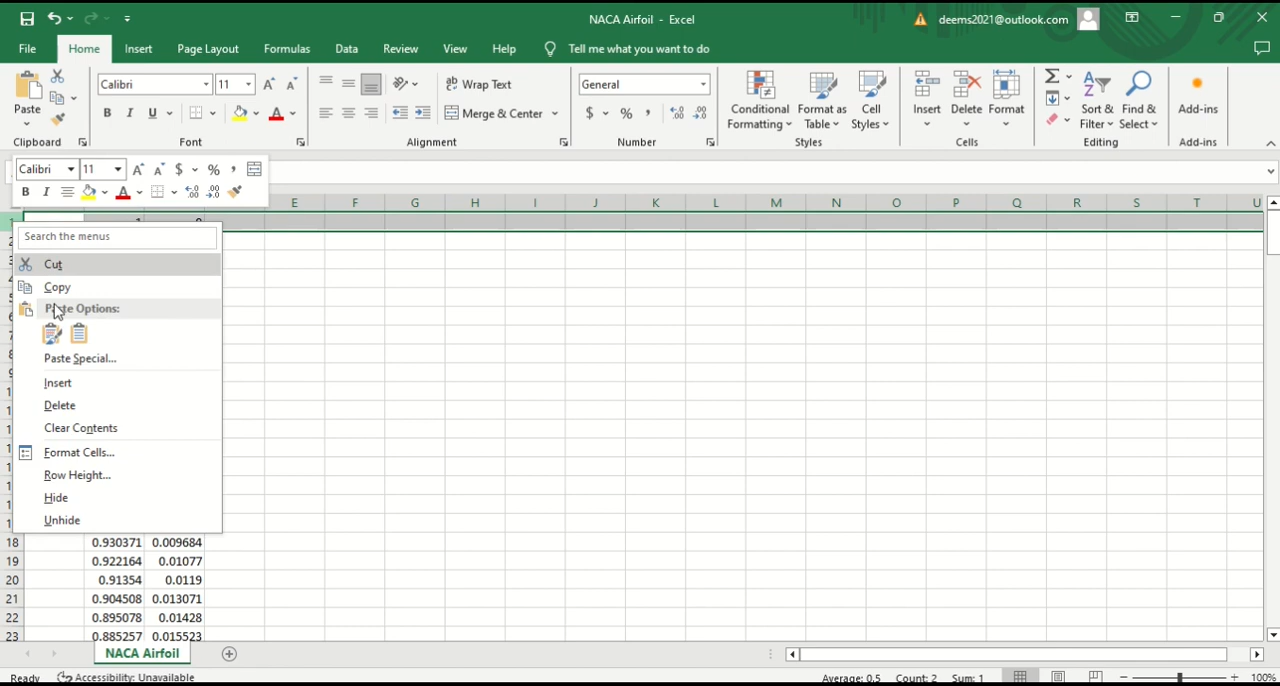 NACA Airfoil - Excel
deems2021@outlook.com
File Home Insert Page Layout Formulas Data Review View Help Tell me what you want to do
Paste
Clipboard
Calibri 11
B I U
Font
Wrap Text
Merge & Center
Alignment
General
$ % ,
Number
Conditional Formatting
Format as Table
Cell Styles
Styles
Insert
Delete
Format
Cells
Sort & Filter
Find & Select
Editing
Add-ins
Add-ins
Calibri 11 $ % ,
B I
E F G H I J K L M N O P Q R S T U
Search the menus
Cut
Copy
Paste Options:
Paste Special...
Insert
Delete
Clear Contents
Format Cells...
Row Height...
Hide
Unhide
18 0.930371 0.009684
19 0.922164 0.01077
20 0.91354 0.0119
21 0.904508 0.013071
22 0.895078 0.01428
23 0.885257 0.015523
NACA Airfoil
Ready Accessibility: Unavailable Average: 0.5 Count: 2 Sum: 1 100%